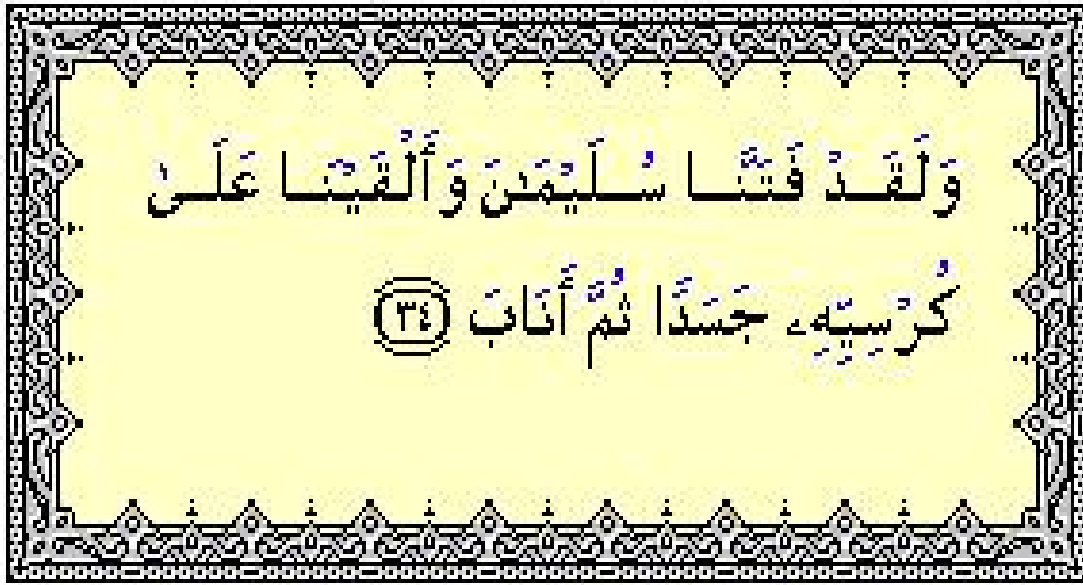 وَلَقَدْ فَتَنَّا سُلَيْمَٰنَ وَأَلْقَيْنَا عَلَىٰ
كُرْسِيِّهِۦ جَسَدًا ثُمَّ أَنَابَ ٣٤